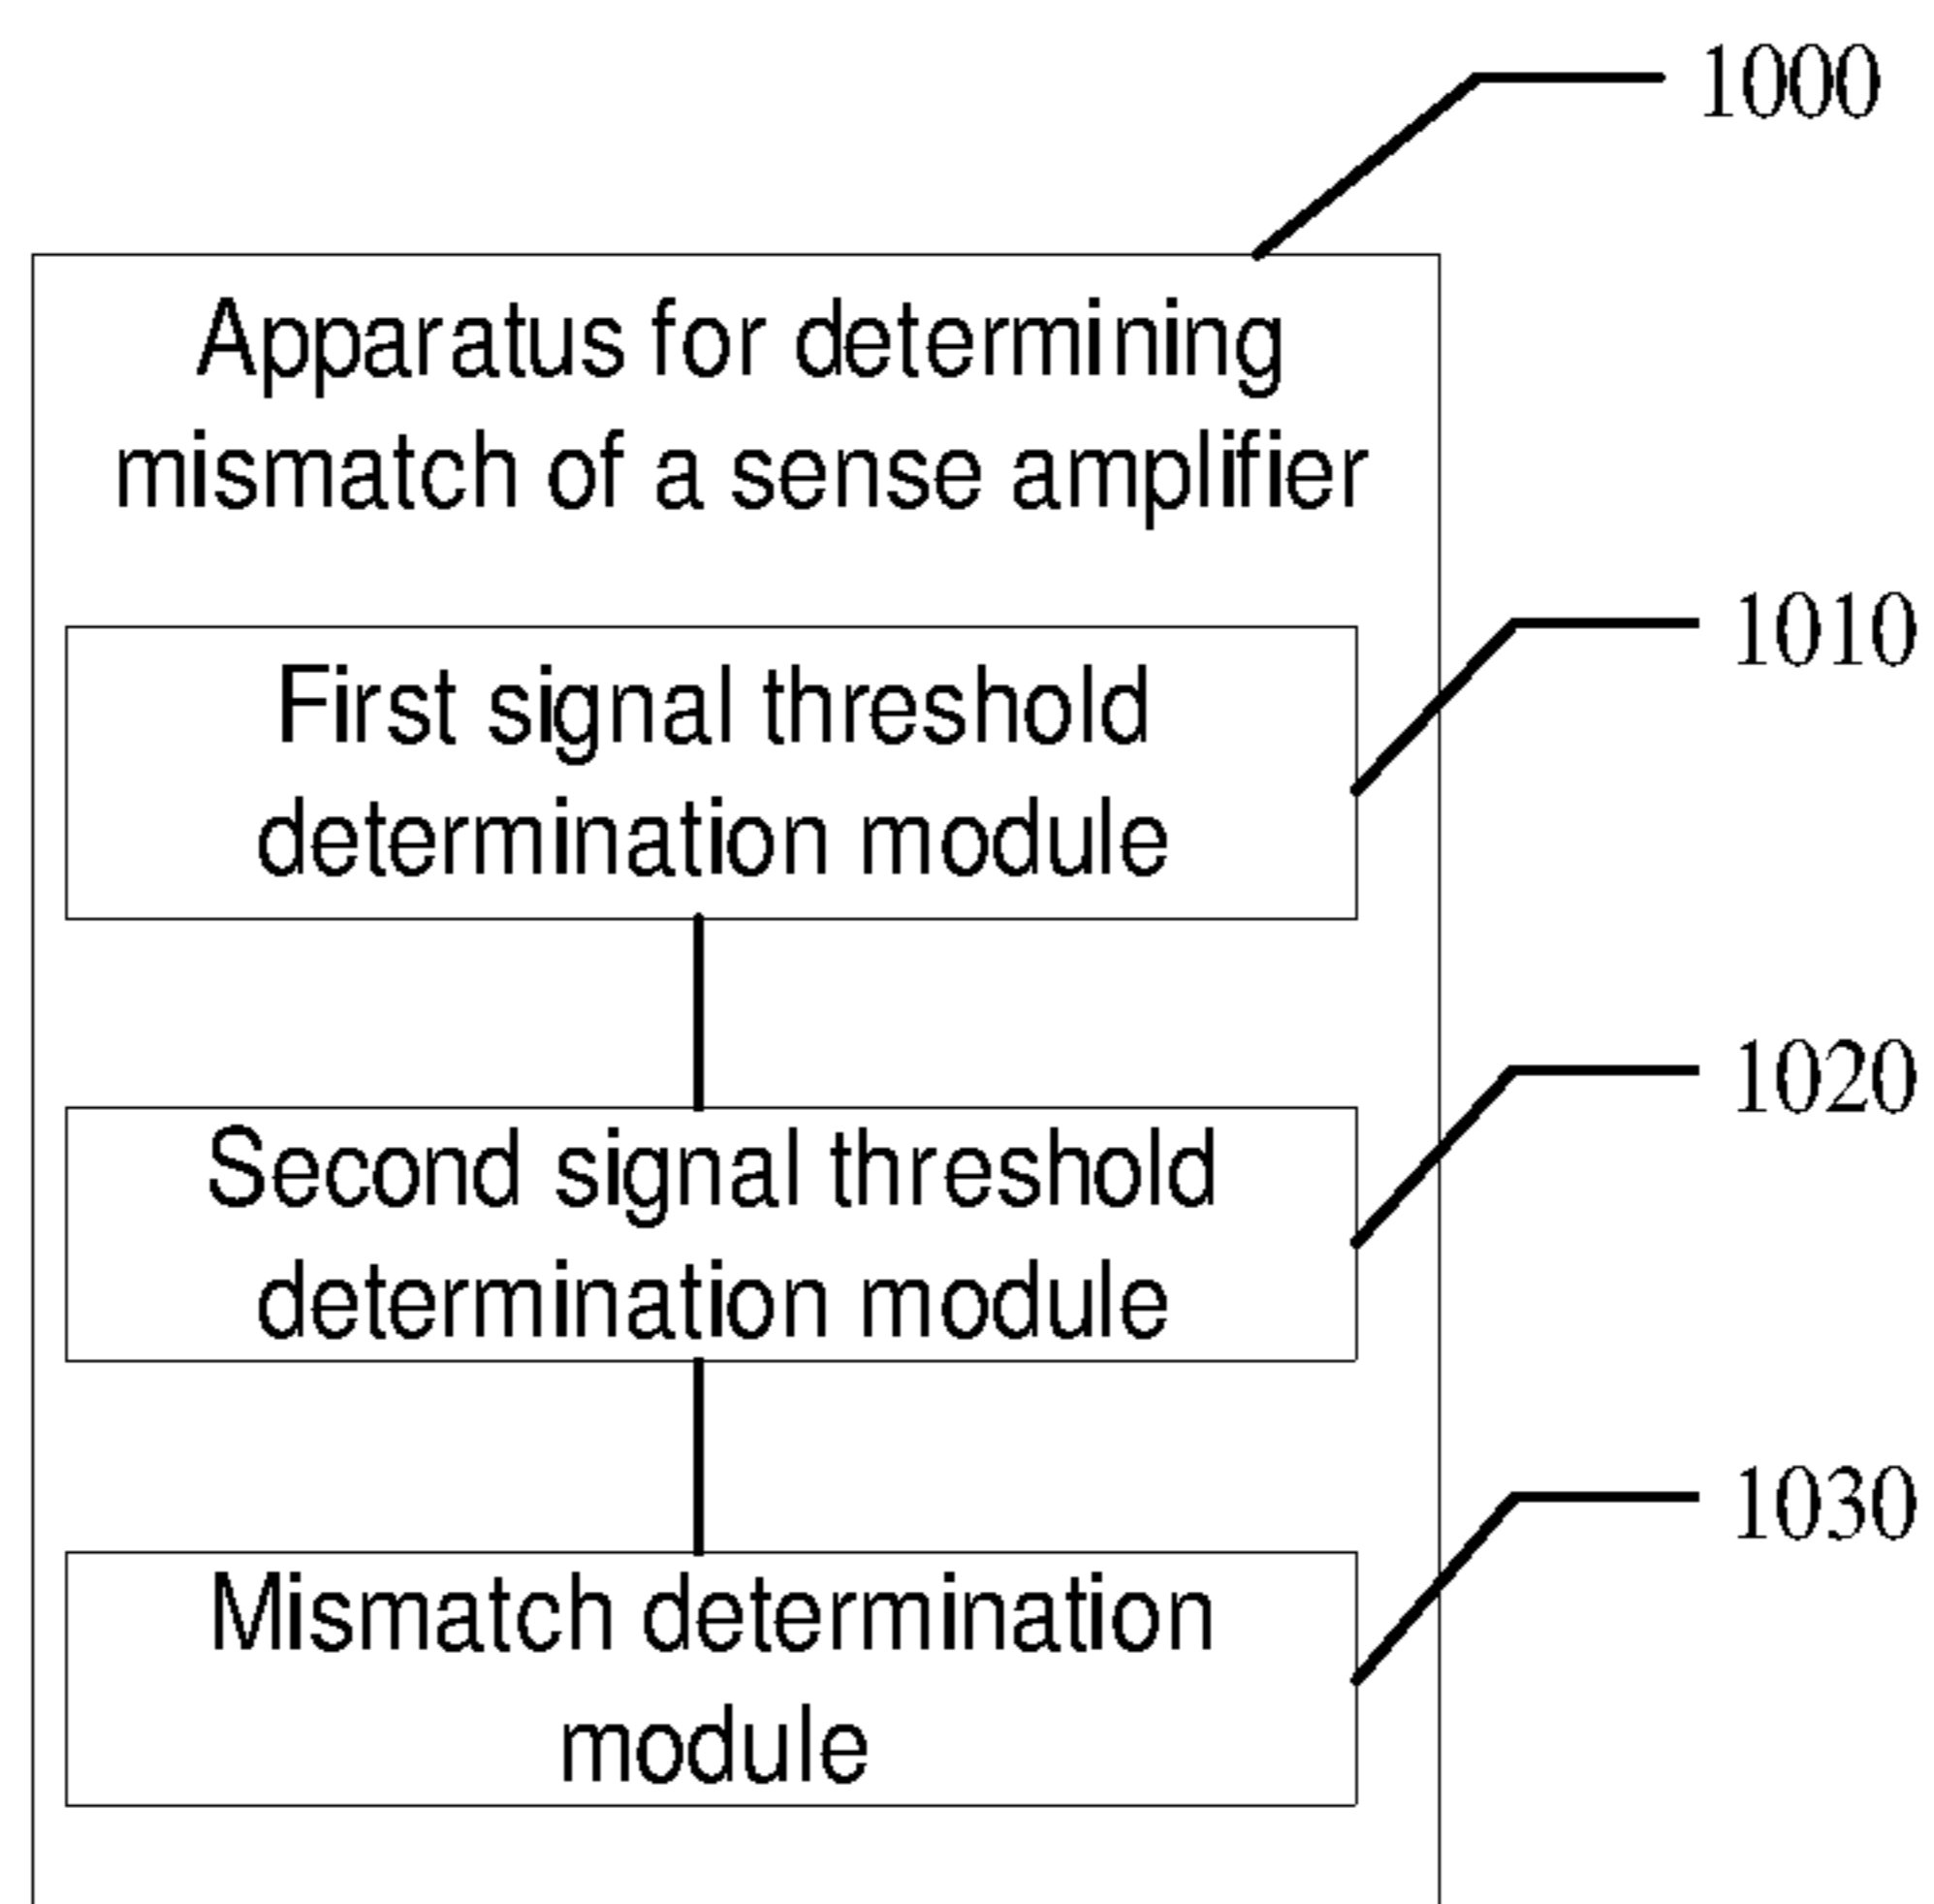 1000
Apparatus for determining
mismatch of a sense amplifier
1010
First signal threshold
determination module
1020
Second signal threshold
determination module
1030
Mismatch determination
module